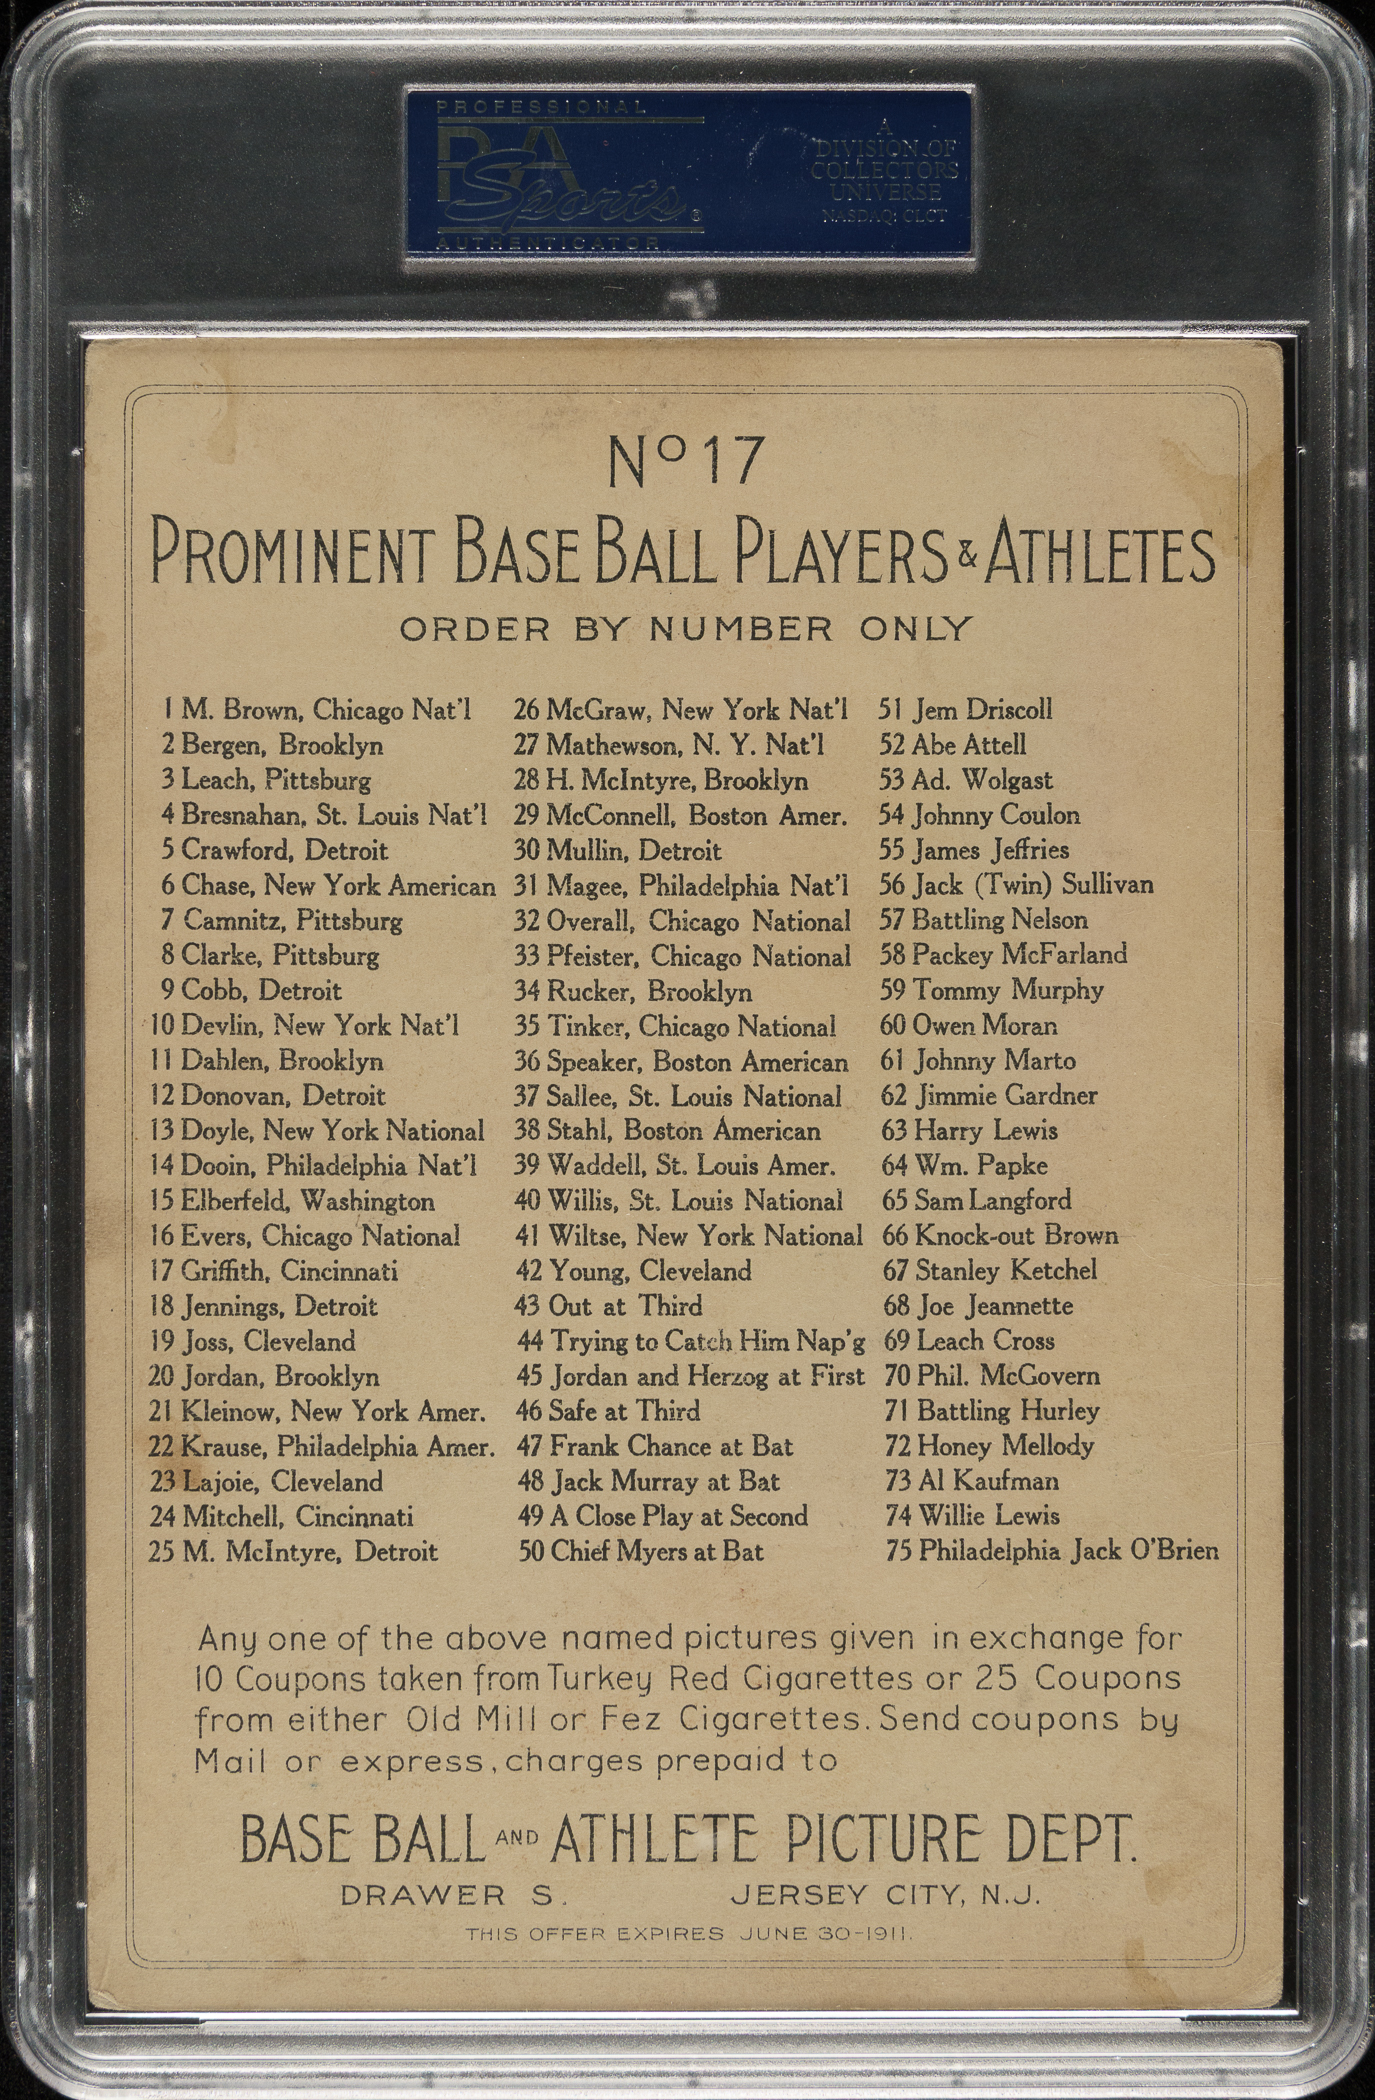 PROFESSIONAL
PSA
Sports®
AUTHENTICATOR
A
DIVISION OF
COLLECTORS
UNIVERSE
NASDAQ: CLCT
Nº 17
PROMINENT BASE BALL PLAYERS & ATHLETES
ORDER BY NUMBER ONLY
1 M. Brown, Chicago Nat'l
2 Bergen, Brooklyn
3 Leach, Pittsburg
4 Bresnahan, St. Louis Nat'l
5 Crawford, Detroit
6 Chase, New York American
7 Camnitz, Pittsburg
8 Clarke, Pittsburg
9 Cobb, Detroit
10 Devlin, New York Nat'l
11 Dahlen, Brooklyn
12 Donovan, Detroit
13 Doyle, New York National
14 Dooin, Philadelphia Nat'l
15 Elberfeld, Washington
16 Evers, Chicago National
17 Griffith, Cincinnati
18 Jennings, Detroit
19 Joss, Cleveland
20 Jordan, Brooklyn
21 Kleinow, New York Amer.
22 Krause, Philadelphia Amer.
23 Lajoie, Cleveland
24 Mitchell, Cincinnati
25 M. McIntyre, Detroit
26 McGraw, New York Nat'l
27 Mathewson, N. Y. Nat'l
28 H. McIntyre, Brooklyn
29 McConnell, Boston Amer.
30 Mullin, Detroit
31 Magee, Philadelphia Nat'l
32 Overall, Chicago National
33 Pfeister, Chicago National
34 Rucker, Brooklyn
35 Tinker, Chicago National
36 Speaker, Boston American
37 Sallee, St. Louis National
38 Stahl, Boston American
39 Waddell, St. Louis Amer.
40 Willis, St. Louis National
41 Wiltse, New York National
42 Young, Cleveland
43 Out at Third
44 Trying to Catch Him Nap'g
45 Jordan and Herzog at First
46 Safe at Third
47 Frank Chance at Bat
48 Jack Murray at Bat
49 A Close Play at Second
50 Chief Myers at Bat
51 Jem Driscoll
52 Abe Attell
53 Ad. Wolgast
54 Johnny Coulon
55 James Jeffries
56 Jack (Twin) Sullivan
57 Battling Nelson
58 Packey McFarland
59 Tommy Murphy
60 Owen Moran
61 Johnny Marto
62 Jimmie Gardner
63 Harry Lewis
64 Wm. Papke
65 Sam Langford
66 Knock-out Brown
67 Stanley Ketchel
68 Joe Jeannette
69 Leach Cross
70 Phil. McGovern
71 Battling Hurley
72 Honey Mellody
73 Al Kaufman
74 Willie Lewis
75 Philadelphia Jack O'Brien
Any one of the above named pictures given in exchange for
10 Coupons taken from Turkey Red Cigarettes or 25 Coupons
from either Old Mill or Fez Cigarettes. Send coupons by
Mail or express, charges prepaid to
BASE BALL AND ATHLETE PICTURE DEPT.
DRAWER S. JERSEY CITY, N.J.
THIS OFFER EXPIRES JUNE 30-1911.